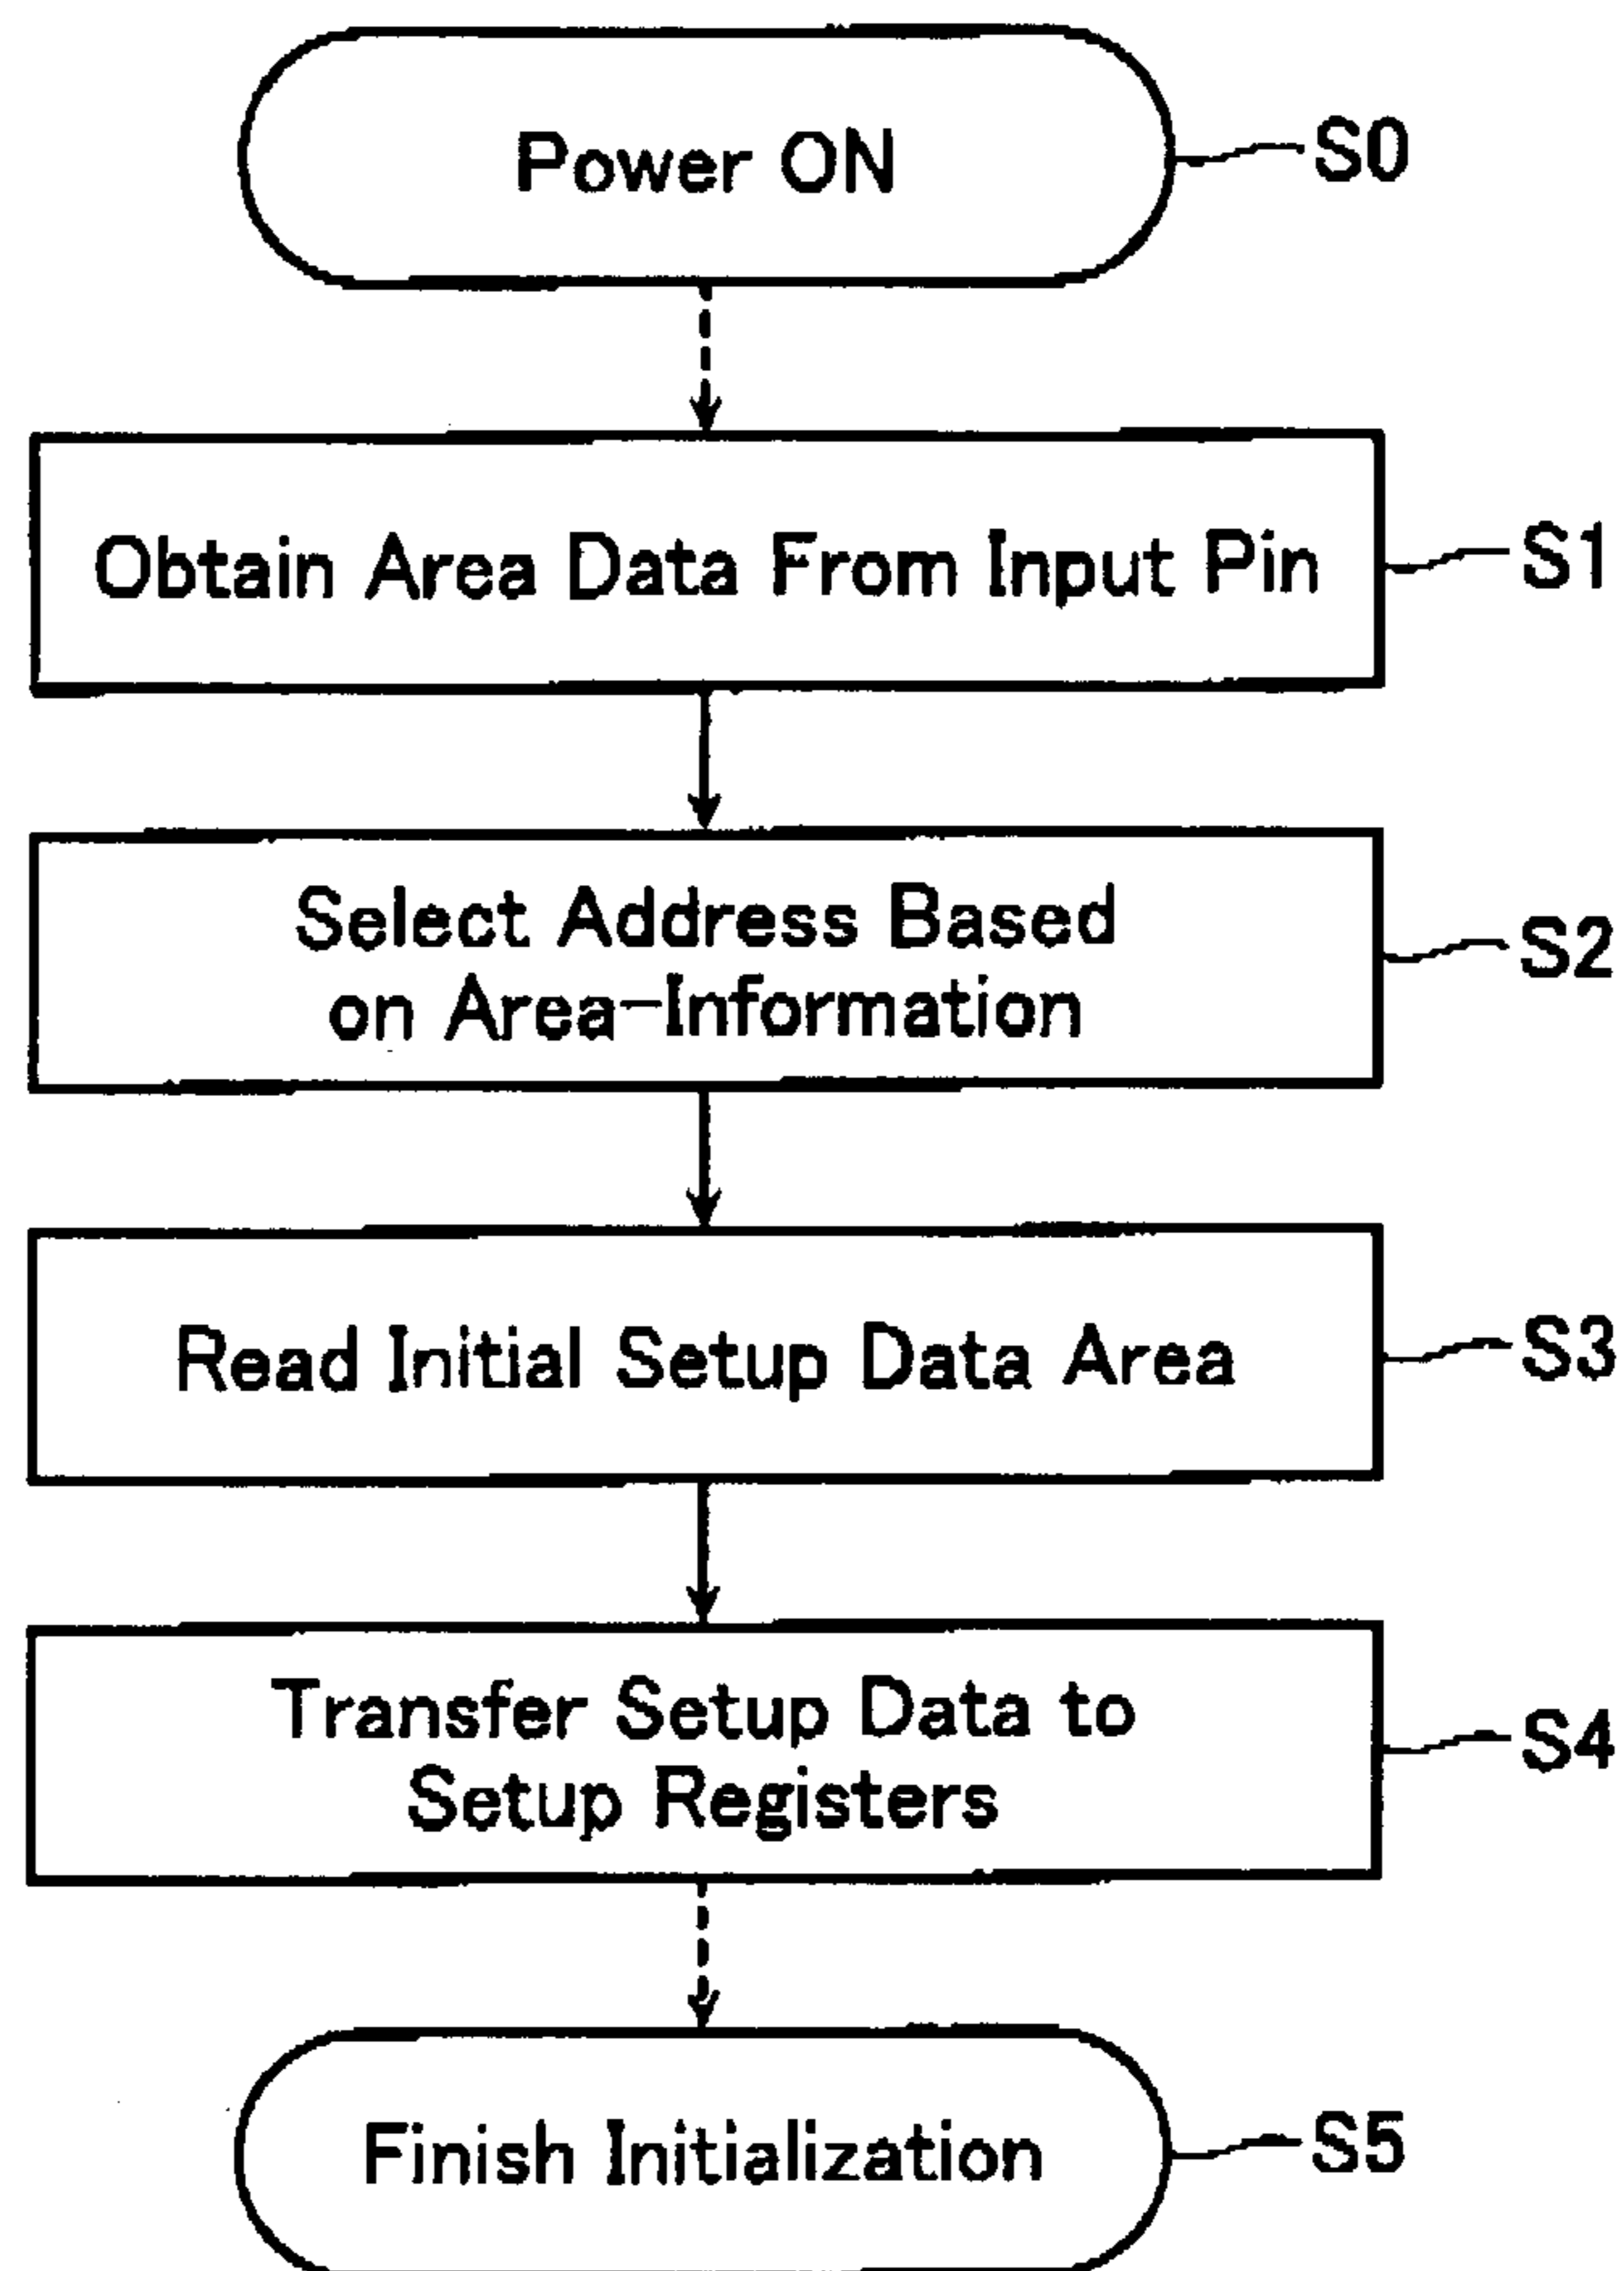 Power ON
S0
Obtain Area Data From Input Pin
S1
Select Address Based
on Area-Information
S2
Read Initial Setup Data Area
S3
Transfer Setup Data to
Setup Registers
S4
Finish Initialization
S5